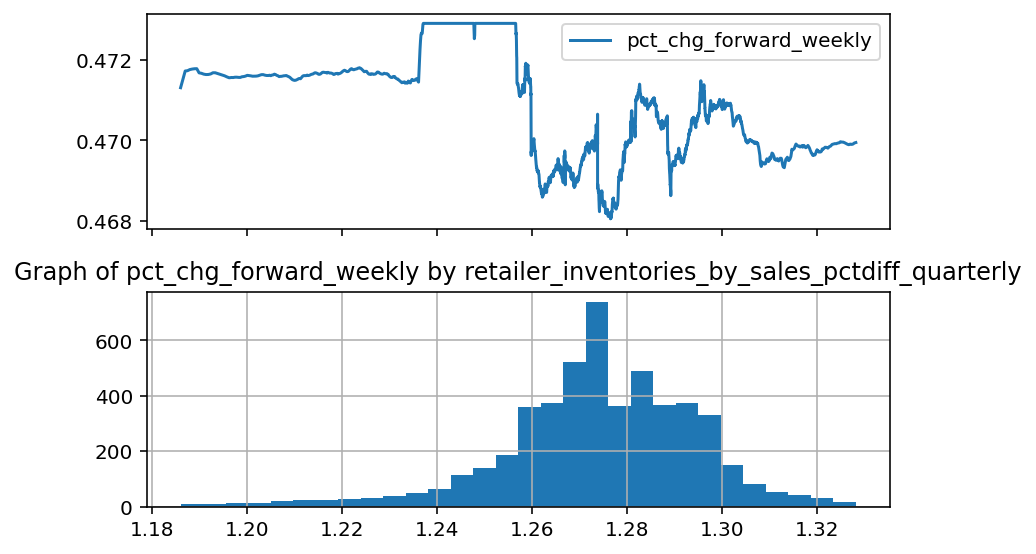 pct_chg_forward_weekly
0.472
0.470
0.468
Graph of pct_chg_forward_weekly by retailer_inventories_by_sales_pctdiff_quarterly
600
400
200
0
1.18 1.20 1.22 1.24 1.26 1.28 1.30 1.32